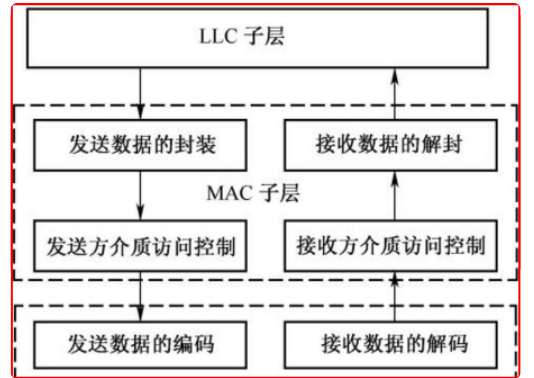 LLC 子层
发送数据的封装
接收数据的解封
MAC 子层
发送方介质访问控制
接收方介质访问控制
发送数据的编码
接收数据的解码